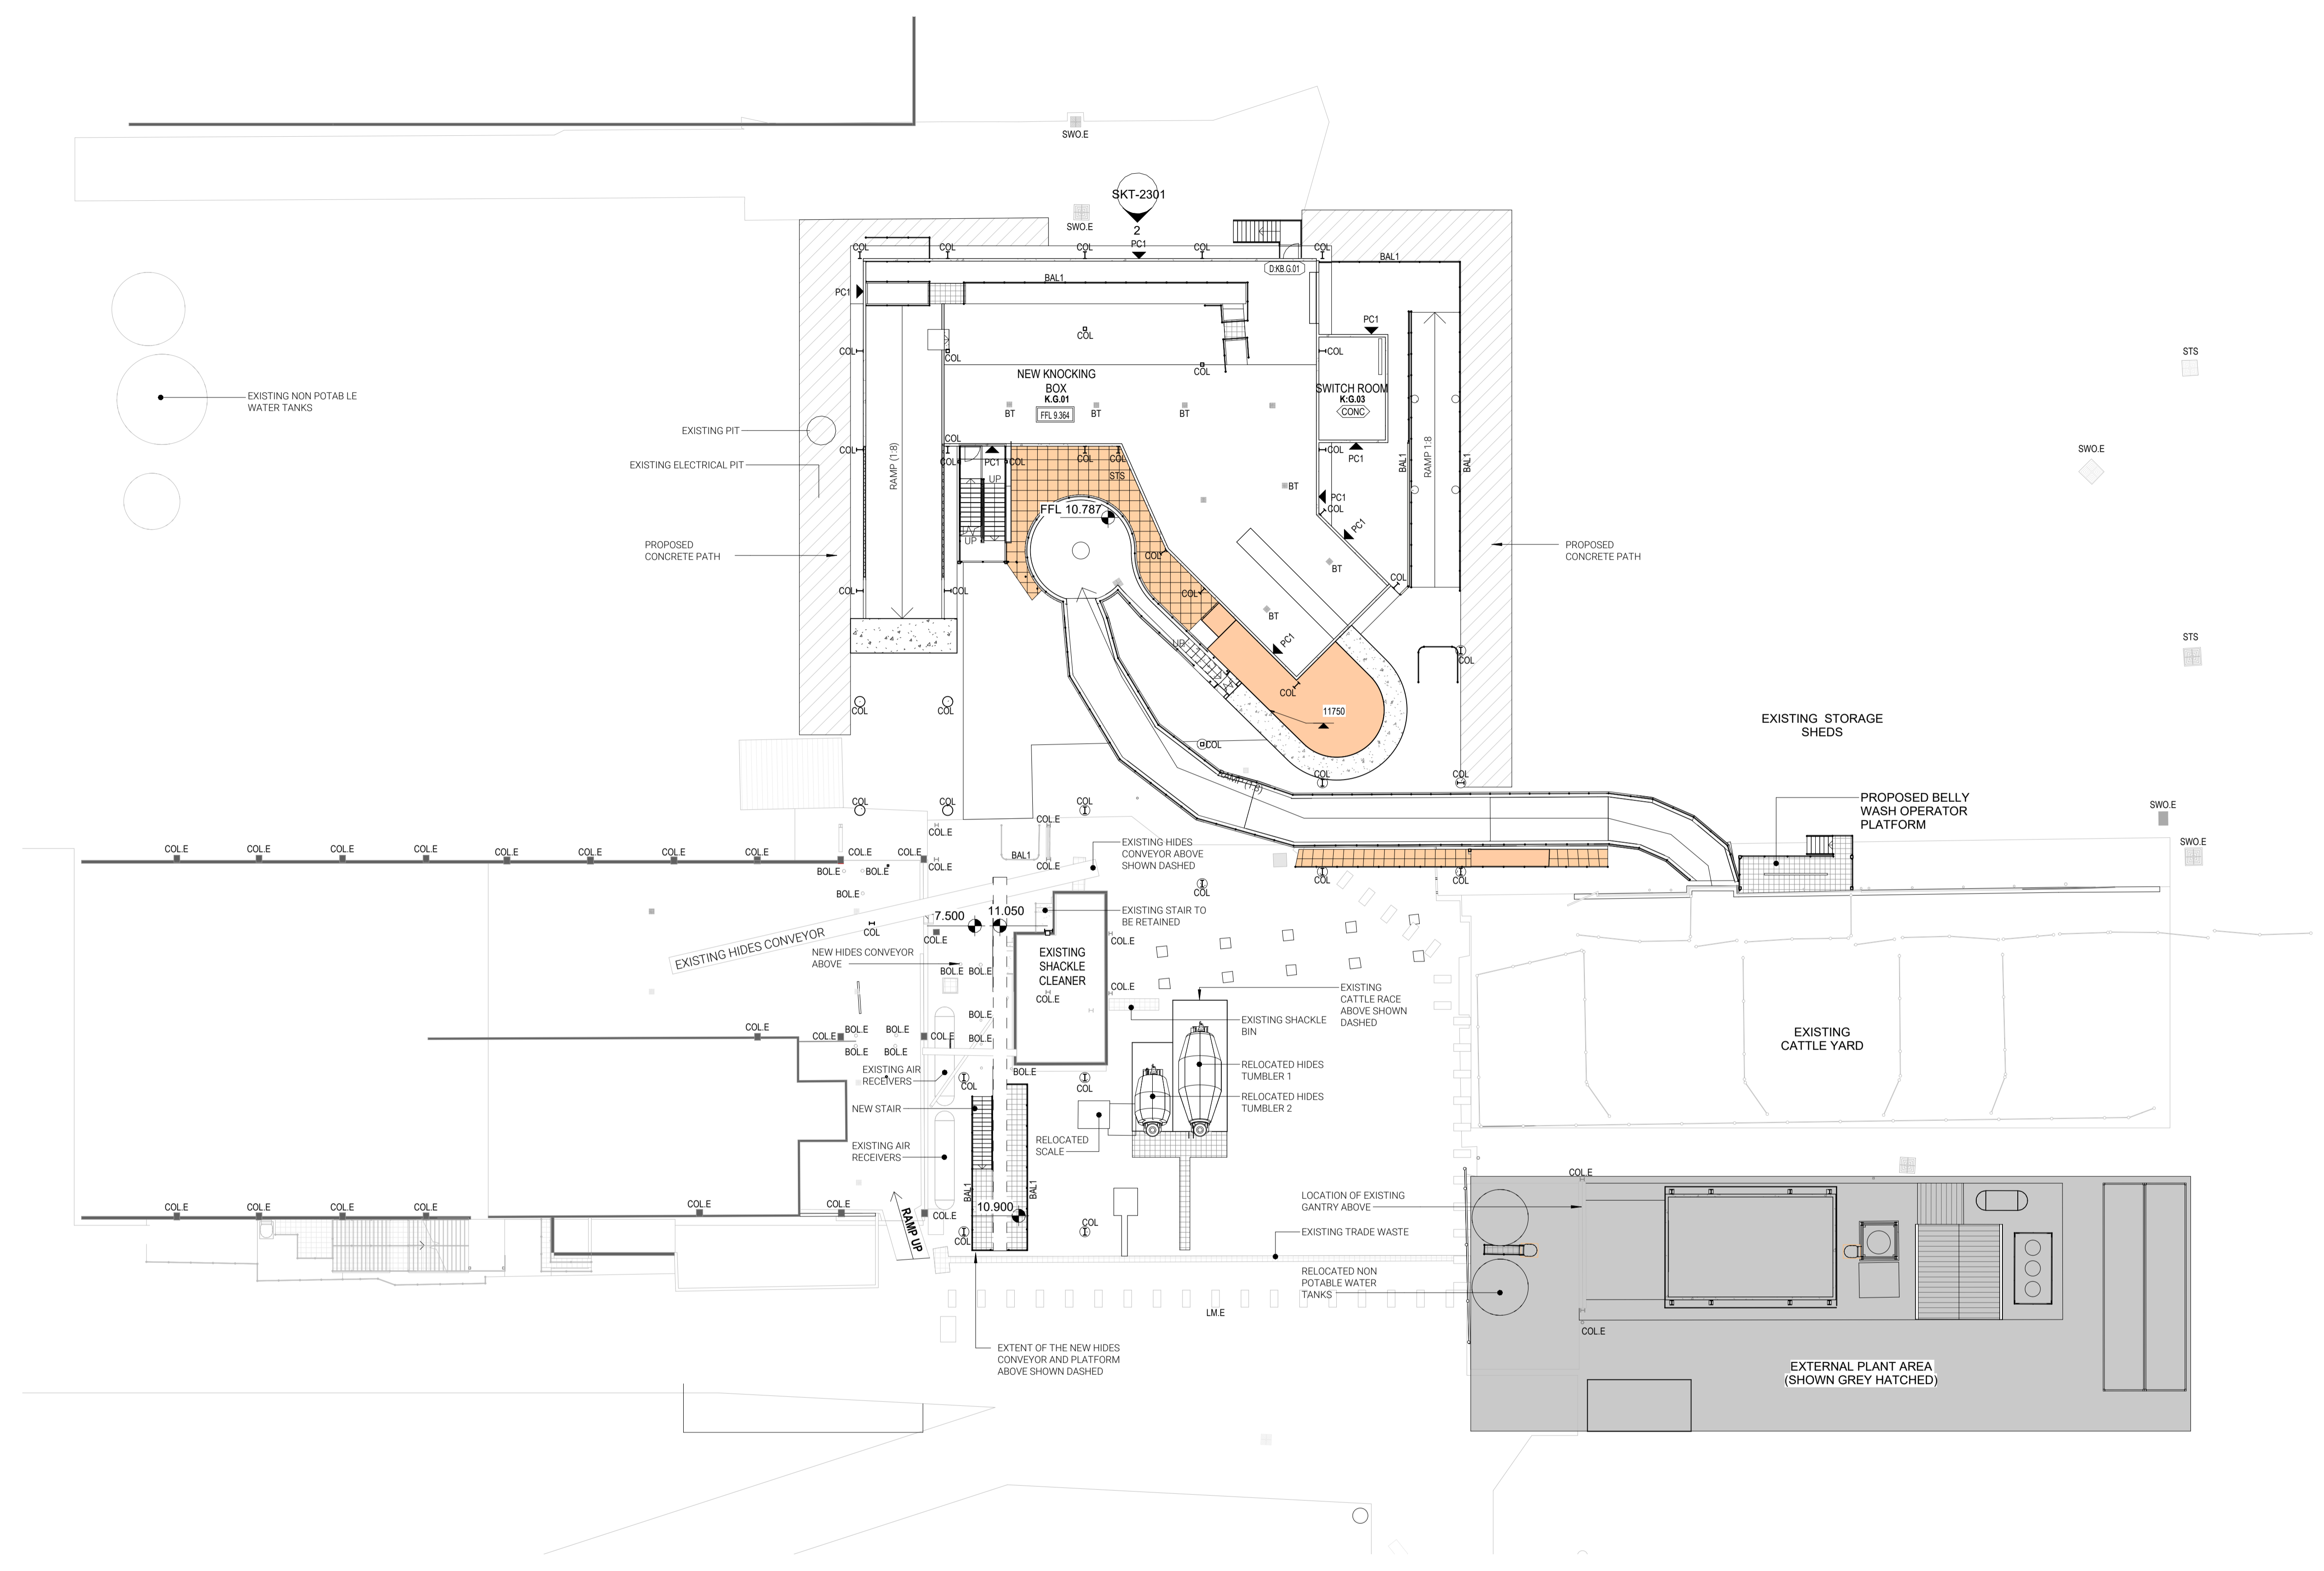 SWO.E
SKT-2301
SWO.E
2
PC1
COL
COL
COL
COL
COL
BAL1
D:KB.G.01
BAL1
PC1
STS
PC1
COL
COL
COL
COL
COL
NEW KNOCKING
BOX
K.G.01
FFL 9.364
SWITCH ROOM
K:G.03
CONC
EXISTING NON POTAB LE
WATER TANKS
BT
BT
BT
EXISTING PIT
EXISTING ELECTRICAL PIT
RAMP (1:8)
RAMP 1:8
BAL1
BAL1
COL
COL
COL
PC1
COL
COL
COL
COL
PC1
SWO.E
STS
UP
BT
PC1
COL
FFL 10.787
PC1
UP
PROPOSED
CONCRETE PATH
PROPOSED
CONCRETE PATH
COL
BT
COL
COL
COL
COL
BT
PC1
UP
STS
COL
COL
COL
COL
11750
EXISTING  STORAGE
SHEDS
COL
RAMP (1:8)
COL
COL
COL
COL
COL
PROPOSED BELLY
WASH OPERATOR
PLATFORM
SWO.E
COL.E
COL.E
SWO.E
COL.E
COL.E
COL.E
COL.E
COL.E
COL.E
COL.E
COL.E
COL.E
COL.E
BAL1
COL.E
COL.E
EXISTING HIDES
CONVEYOR ABOVE
SHOWN DASHED
BOL.E
BOL.E
COL
COL
BOL.E
COL
7.500
11.050
EXISTING STAIR TO
BE RETAINED
COL
COL.E
COL.E
EXISTING HIDES CONVEYOR
NEW HIDES CONVEYOR
ABOVE
EXISTING
SHACKLE
CLEANER
BOL.E
BOL.E
COL.E
COL.E
EXISTING
CATTLE RACE
ABOVE SHOWN
DASHED
BOL.E
EXISTING SHACKLE
BIN
COL.E
COL.E
BOL.E
BOL.E
COL.E
BOL.E
BOL.E
BOL.E
EXISTING
CATTLE YARD
EXISTING AIR
RECEIVERS
BOL.E
RELOCATED HIDES
TUMBLER 1
COL
COL
NEW STAIR
RELOCATED HIDES
TUMBLER 2
EXISTING AIR
RECEIVERS
RELOCATED
SCALE
COL.E
BAL1
BAL1
COL.E
COL.E
COL.E
COL.E
COL.E
COL.E
COL.E
10.900
LOCATION OF EXISTING
GANTRY ABOVE
RAMP UP
COL
COL
EXISTING TRADE WASTE
RELOCATED NON
POTABLE WATER
TANKS
LM.E
COL.E
EXTENT OF THE NEW HIDES
CONVEYOR AND PLATFORM
ABOVE SHOWN DASHED
EXTERNAL PLANT AREA
(SHOWN GREY HATCHED)